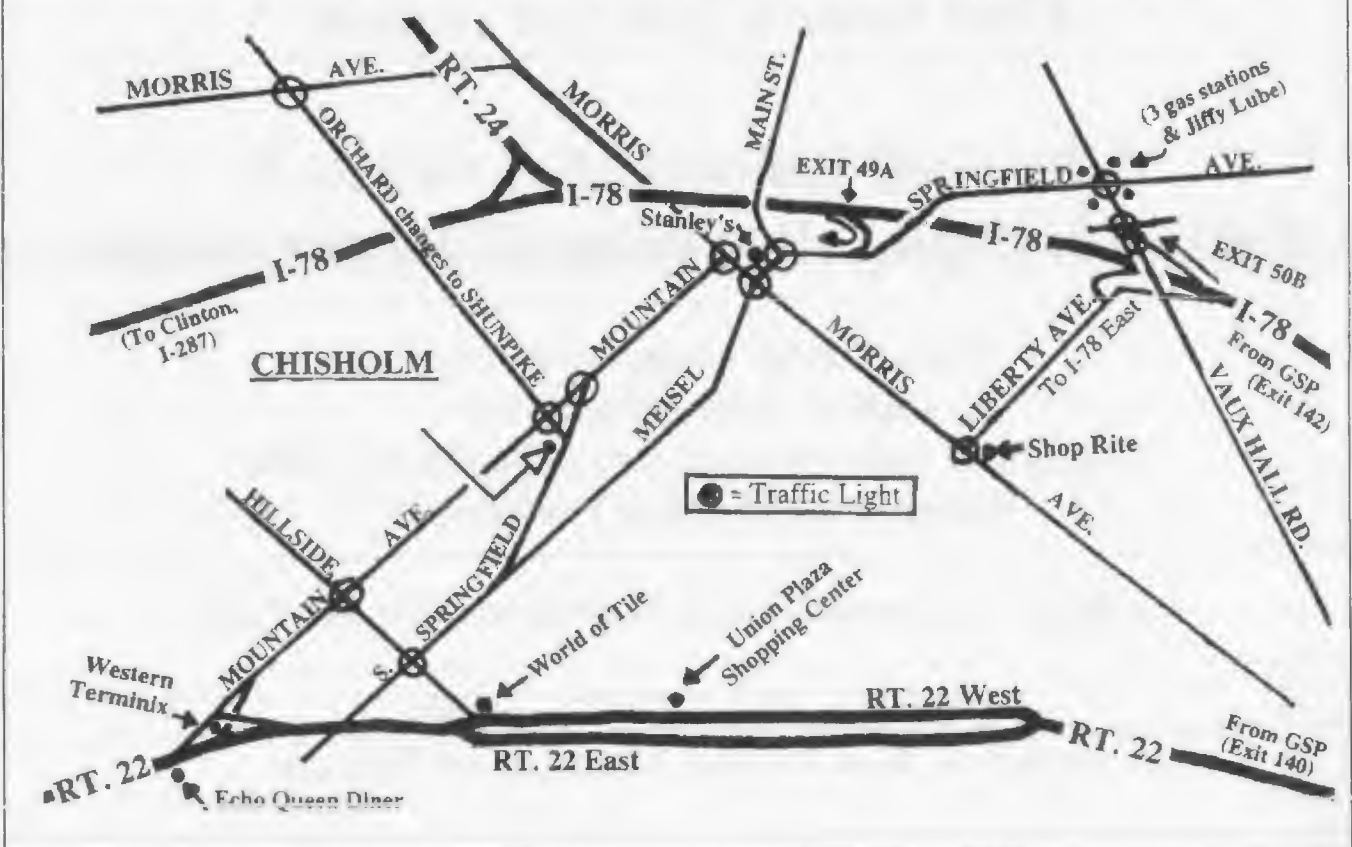 MORRIS AVE.
RT. 24
MORRIS
MAIN ST.
(3 gas stations
& Jiffy Lube)
ORCHARD changes to SHUNPIKE
EXIT 49A
SPRINGFIELD AVE.
I-78
Stanley's
I-78
EXIT 50B
I-78
(To Clinton,
I-287)
MOUNTAIN
MORRIS
LIBERTY AVE.
To I-78 East
I-78
From GSP
(Exit 142)
CHISHOLM
MEISEL
VAUX HALL RD.
Shop Rite
= Traffic Light
AVE.
HILLSIDE
AVE.
S. SPRINGFIELD
MOUNTAIN
World of Tile
Union Plaza
Shopping Center
Western
Terminix
RT. 22 West
RT. 22 East
RT. 22
From GSP
(Exit 140)
RT. 22
Echo Queen Diner